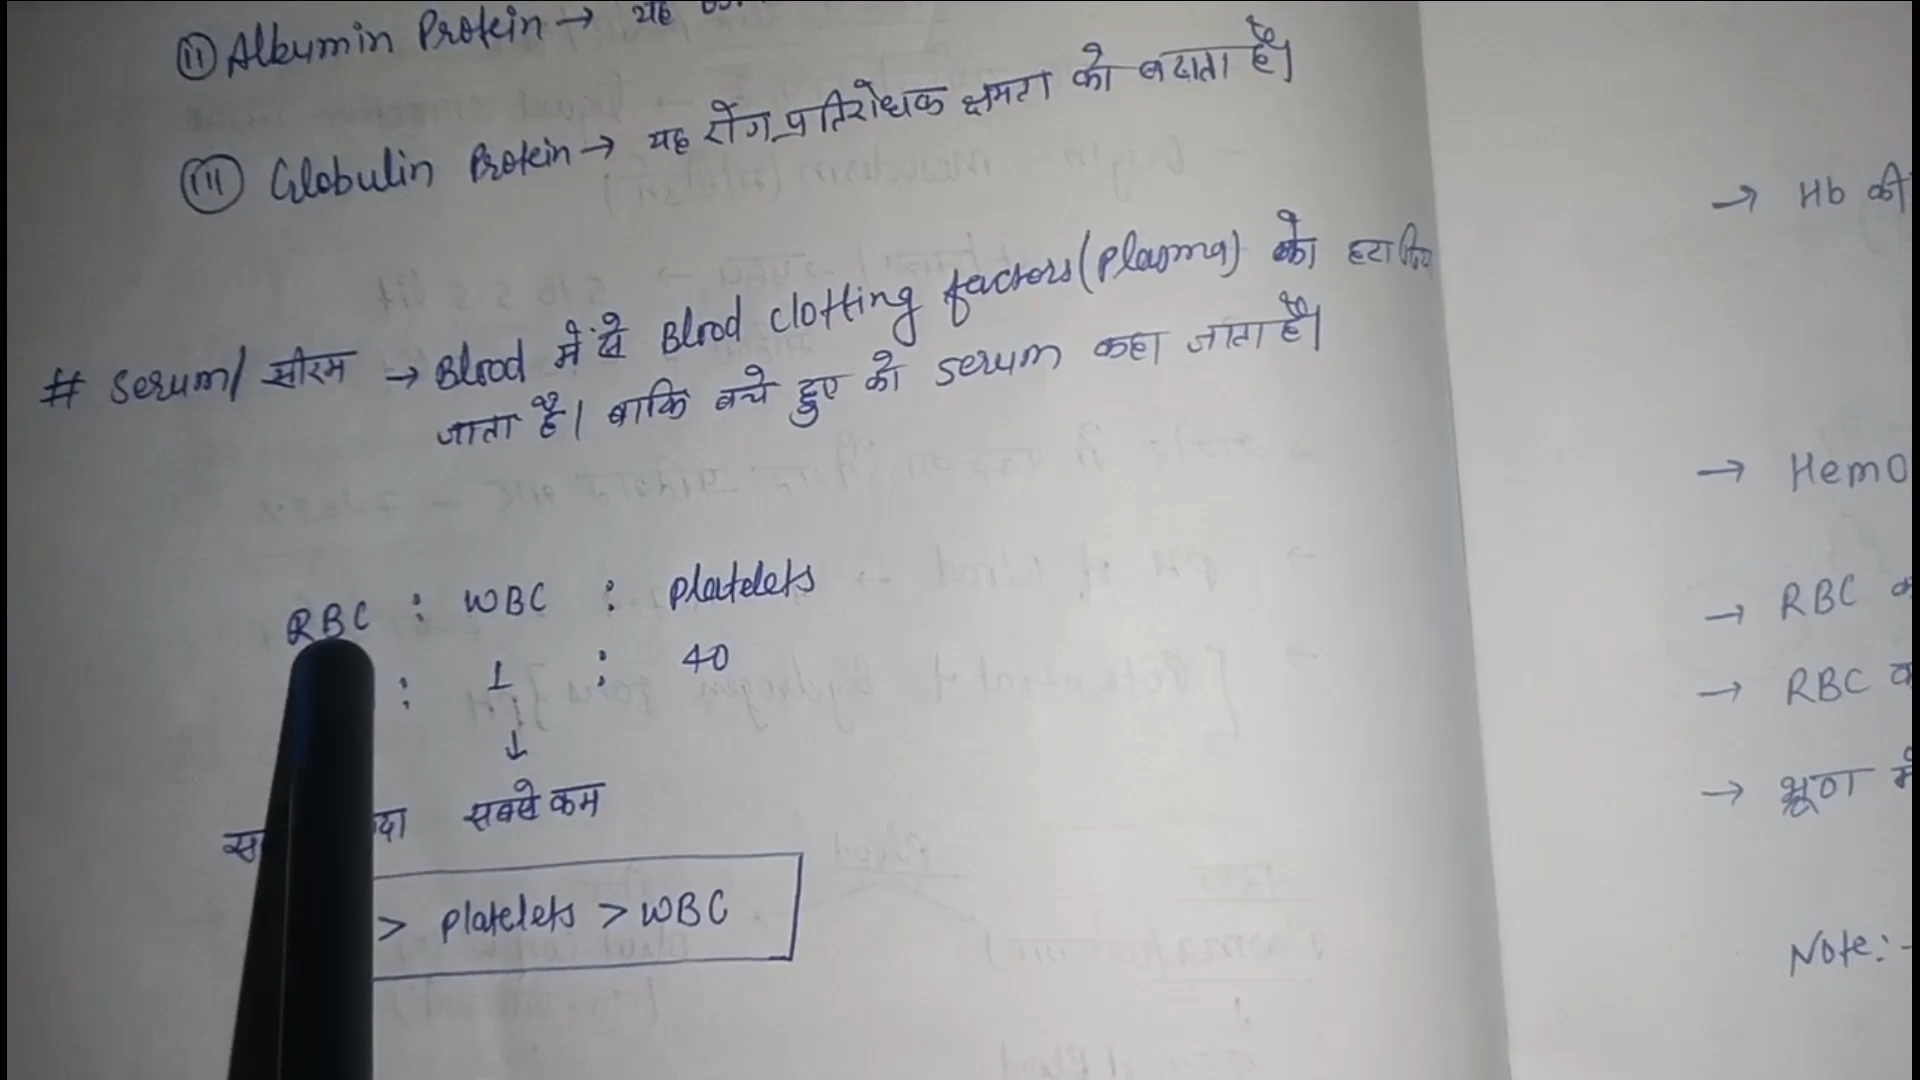 (ii) Albumin Protein → यह
(iii) Globulin Protein → यह रोग प्रतिरोधक क्षमता को बढाता है।
# Serum/ सीरम → Blood में से Blood clotting factors (plasma) को हटा दिय
जाता है। बाकि बचे हुए को serum कहा जाता है।
RBC : WBC : Platelets
: 1 : 40
↓
दा सबसे कम
> Platelets > WBC
→ Hb की
→ Hemo
→ RBC
→ RBC
→ भ्रूण में
Note:-